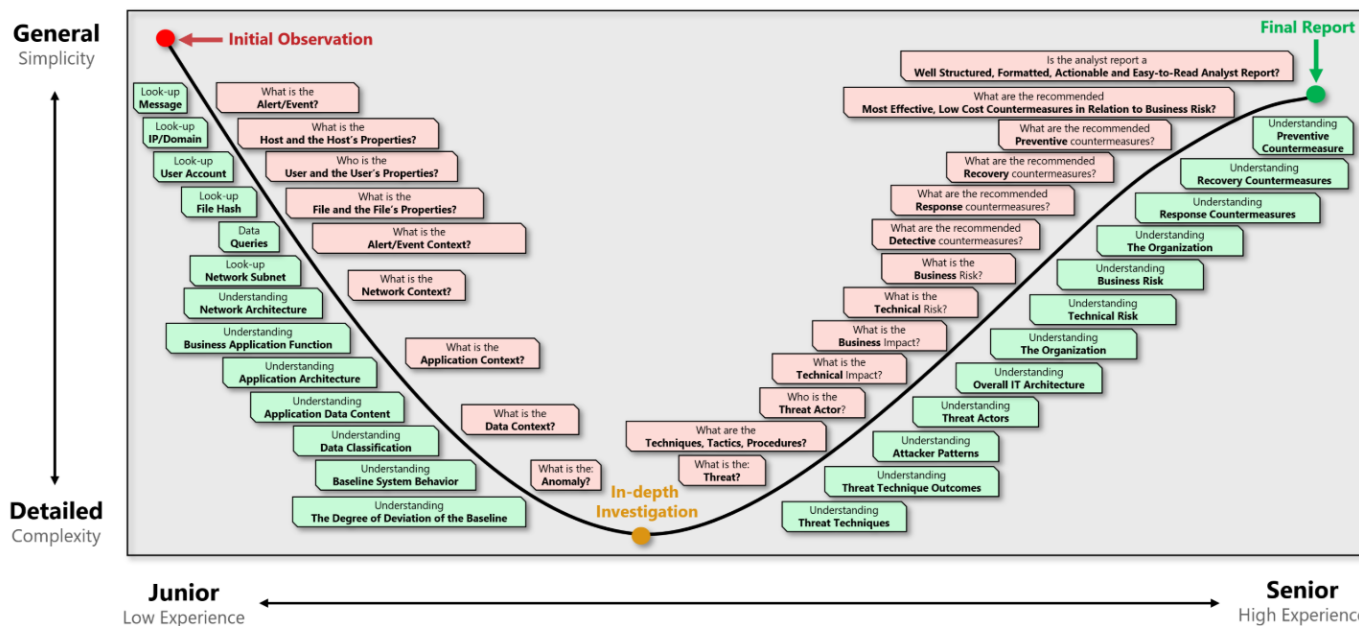 General
Simplicity
Detailed
Complexity
Initial Observation
Look-up
Message
Look-up
IP/Domain
Look-up
User Account
Look-up
File Hash
Data
Queries
Look-up
Network Subnet
Understanding
Network Architecture
Understanding
Business Application Function
Understanding
Application Architecture
Understanding
Application Data Content
Understanding
Data Classification
Understanding
Baseline System Behavior
Understanding
The Degree of Deviation of the Baseline
What is the
Alert/Event?
What is the
Host and the Host's Properties?
Who is the
User and the User's Properties?
What is the
File and the File's Properties?
What is the
Alert/Event Context?
What is the
Network Context?
What is the
Application Context?
What is the
Data Context?
What is the:
Anomaly?
In-depth
Investigation
Final Report
Is the analyst report a
Well Structured, Formatted, Actionable and Easy-to-Read Analyst Report?
What are the recommended
Most Effective, Low Cost Countermeasures in Relation to Business Risk?
What are the recommended
Preventive countermeasures?
What are the recommended
Recovery countermeasures?
What are the recommended
Response countermeasures?
What are the recommended
Detective countermeasures?
What is the
Business Risk?
What is the
Technical Risk?
What is the
Business Impact?
What is the
Technical Impact?
Who is the
Threat Actor?
What are the
Techniques, Tactics, Procedures?
What is the:
Threat?
Understanding
Preventive
Countermeasure
Understanding
Recovery Countermeasures
Understanding
Response Countermeasures
Understanding
The Organization
Understanding
Business Risk
Understanding
Technical Risk
Understanding
The Organization
Understanding
Overall IT Architecture
Understanding
Threat Actors
Understanding
Attacker Patterns
Understanding
Threat Technique Outcomes
Understanding
Threat Techniques
Junior
Low Experience
Senior
High Experience